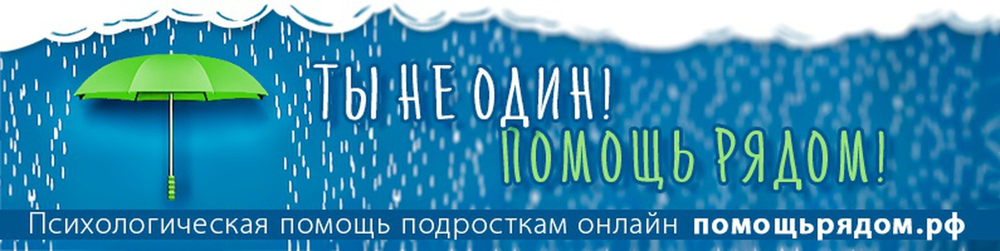 ТЫ НЕ ОДИН!
ПОМОЩЬ РЯДОМ!
Психологическая помощь подросткам онлайн помощьрядом.рф